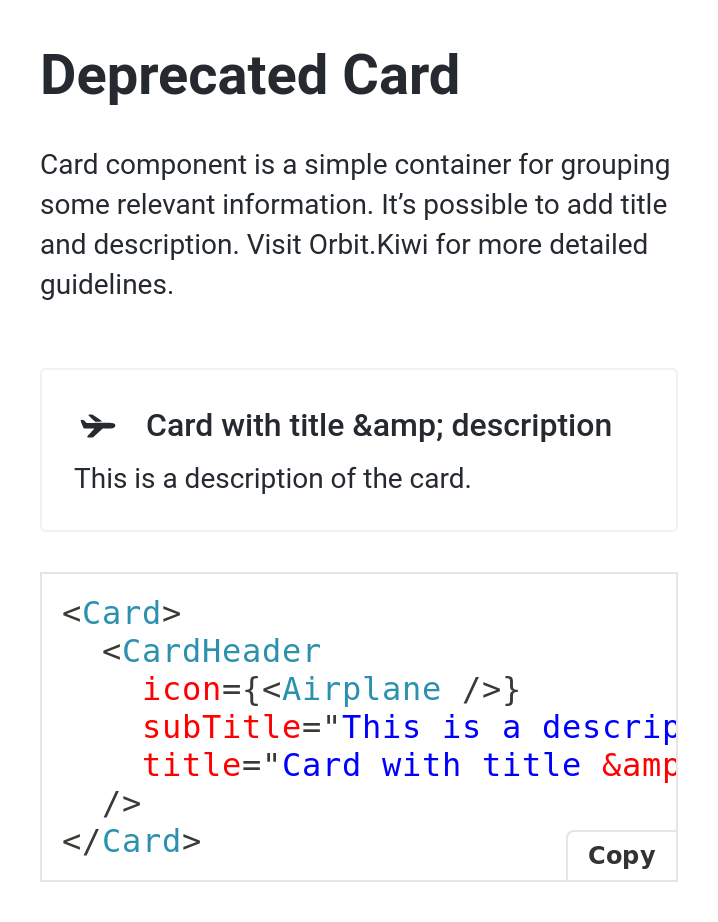 Deprecated Card
Card component is a simple container for grouping
some relevant information. It’s possible to add title
and description. Visit Orbit.Kiwi for more detailed
guidelines.
Card with title &amp; description
This is a description of the card.
<Card>
  <CardHeader
    icon={<Airplane />}
    subTitle="This is a descrip
    title="Card with title &amp
  />
</Card>
Copy